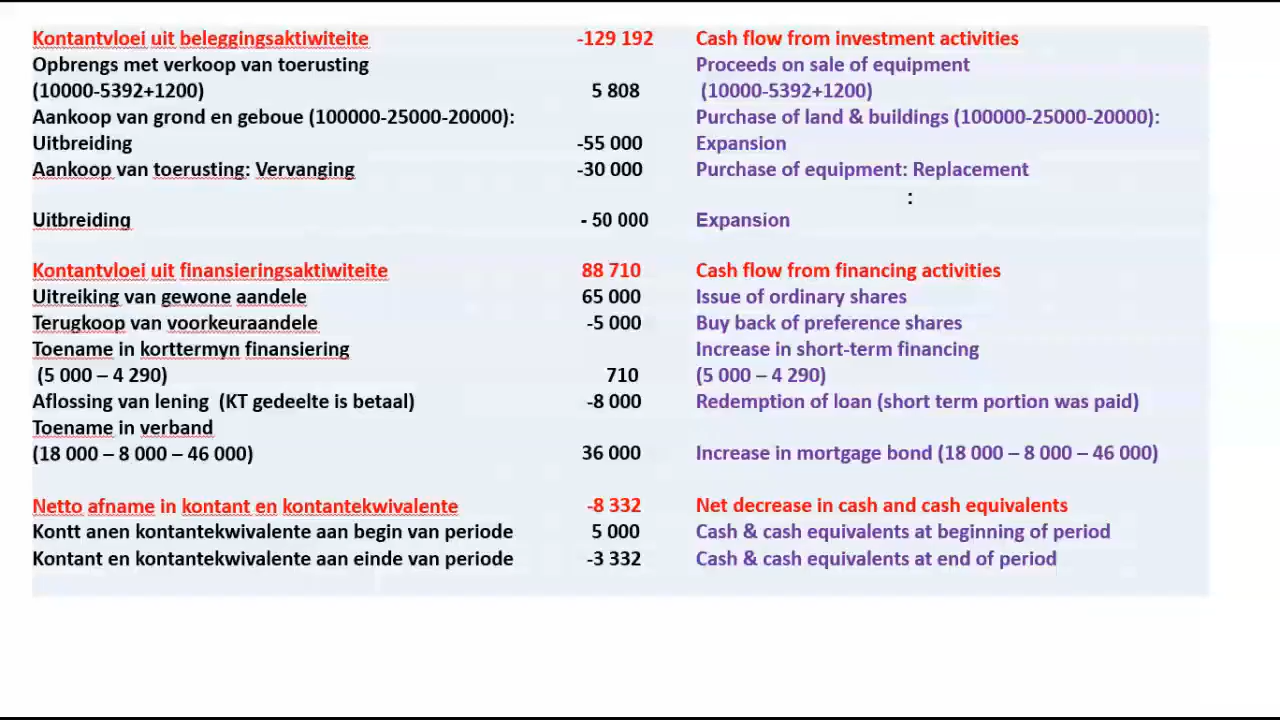 Kontantvloei uit beleggingsaktiwiteite -129 192 Cash flow from investment activities
Opbrengs met verkoop van toerusting Proceeds on sale of equipment
(10000-5392+1200) 5 808 (10000-5392+1200)
Aankoop van grond en geboue (100000-25000-20000): Purchase of land & buildings (100000-25000-20000):
Uitbreiding -55 000 Expansion
Aankoop van toerusting: Vervanging -30 000 Purchase of equipment: Replacement
:
Uitbreiding - 50 000 Expansion
Kontantvloei uit finansieringsaktiwiteite 88 710 Cash flow from financing activities
Uitreiking van gewone aandele 65 000 Issue of ordinary shares
Terugkoop van voorkeuraandele -5 000 Buy back of preference shares
Toename in korttermyn finansiering Increase in short-term financing
(5 000 – 4 290) 710 (5 000 – 4 290)
Aflossing van lening (KT gedeelte is betaal) -8 000 Redemption of loan (short term portion was paid)
Toename in verband
(18 000 – 8 000 – 46 000) 36 000 Increase in mortgage bond (18 000 – 8 000 – 46 000)
Netto afname in kontant en kontantekwivalente -8 332 Net decrease in cash and cash equivalents
Kontt anen kontantekwivalente aan begin van periode 5 000 Cash & cash equivalents at beginning of period
Kontant en kontantekwivalente aan einde van periode -3 332 Cash & cash equivalents at end of period